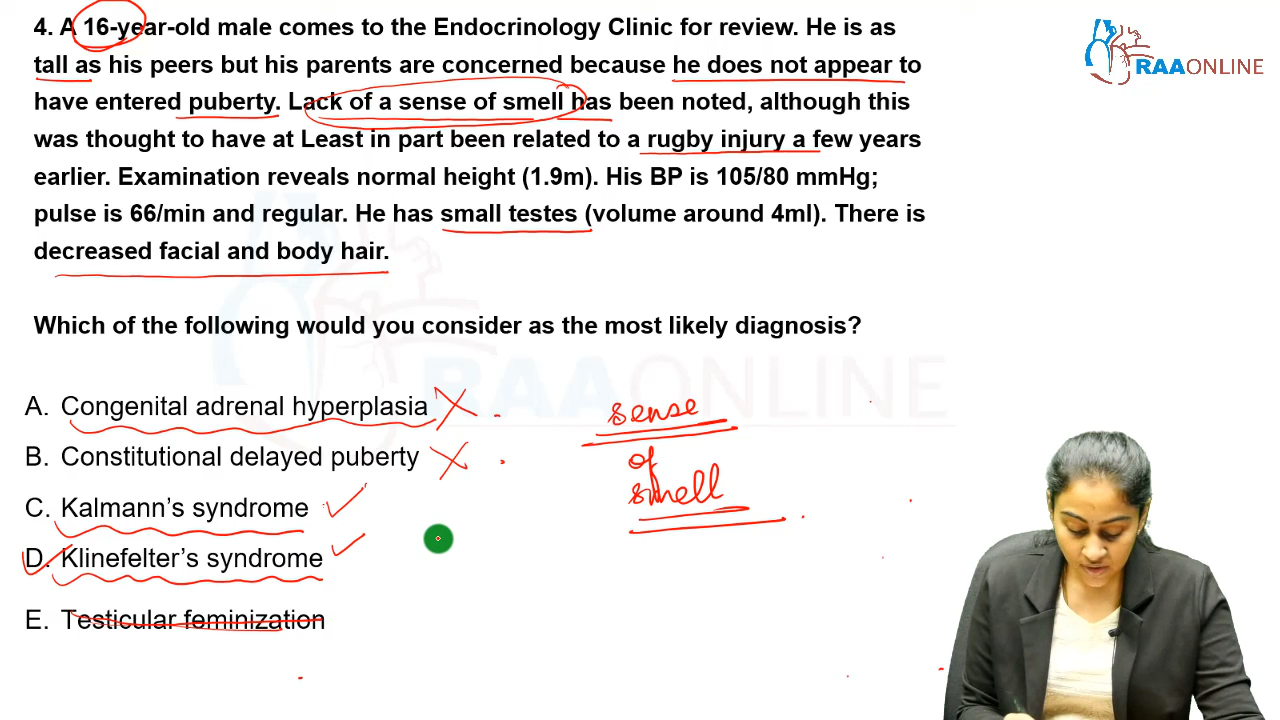 4. A 16-year-old male comes to the Endocrinology Clinic for review. He is as
tall as his peers but his parents are concerned because he does not appear to
have entered puberty. Lack of a sense of smell has been noted, although this
was thought to have at Least in part been related to a rugby injury a few years
earlier. Examination reveals normal height (1.9m). His BP is 105/80 mmHg;
pulse is 66/min and regular. He has small testes (volume around 4ml). There is
decreased facial and body hair.
RAAONLINE
Which of the following would you consider as the most likely diagnosis?
RAAONLINE
A. Congenital adrenal hyperplasia
B. Constitutional delayed puberty
C. Kalmann's syndrome
D. Klinefelter's syndrome
E. Testicular feminization
sense
of
smell